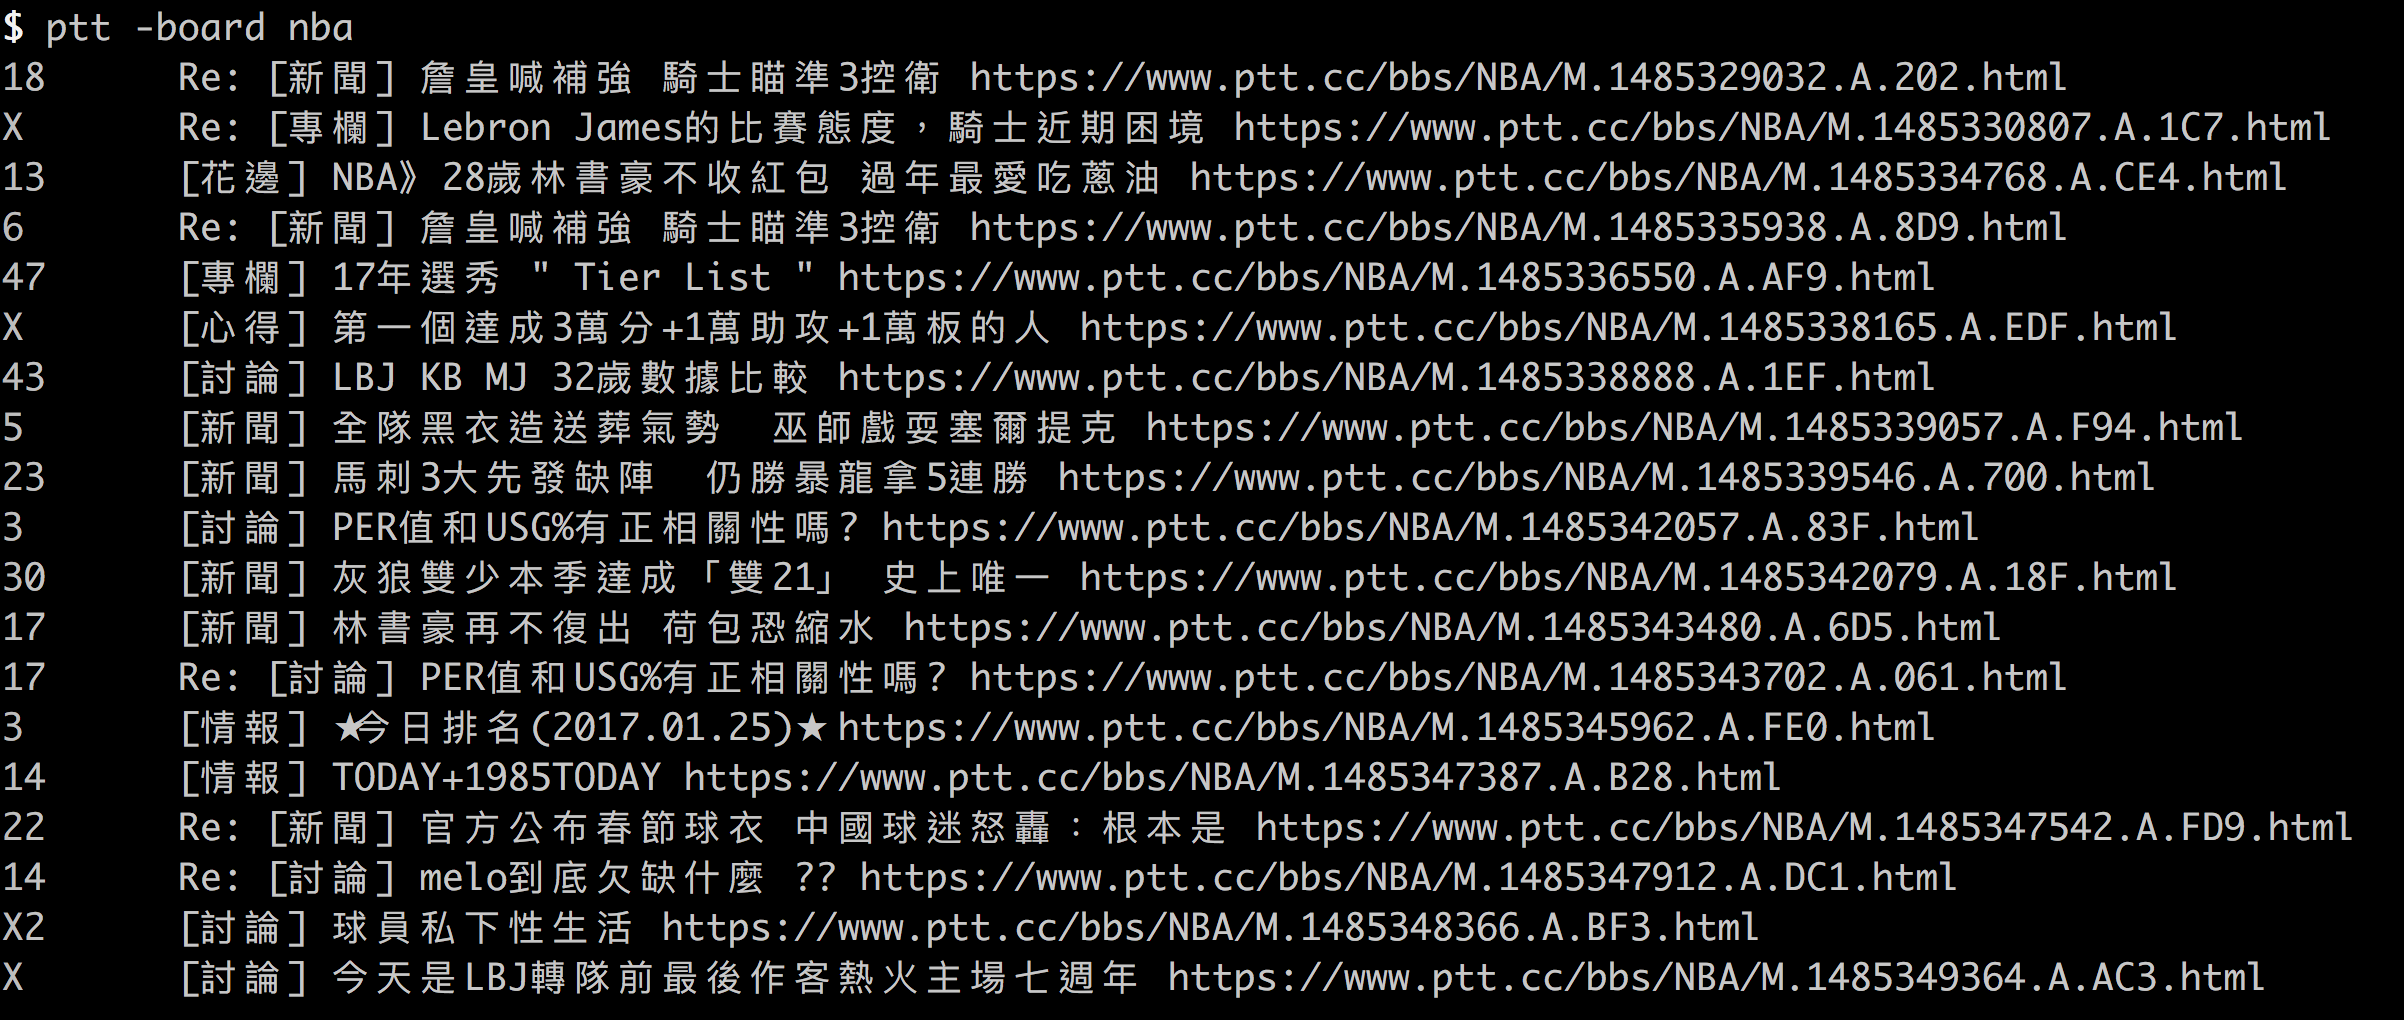 $ ptt -board nba
18 Re: [新聞] 詹皇喊補強 騎士瞄準3控衛 https://www.ptt.cc/bbs/NBA/M.1485329032.A.202.html
X Re: [專欄] Lebron James的比賽態度，騎士近期困境 https://www.ptt.cc/bbs/NBA/M.1485330807.A.1C7.html
13 [花邊] NBA》28歲林書豪不收紅包 過年最愛吃蔥油 https://www.ptt.cc/bbs/NBA/M.1485334768.A.CE4.html
6 Re: [新聞] 詹皇喊補強 騎士瞄準3控衛 https://www.ptt.cc/bbs/NBA/M.1485335938.A.8D9.html
47 [專欄] 17年選秀 " Tier List " https://www.ptt.cc/bbs/NBA/M.1485336550.A.AF9.html
X [心得] 第一個達成3萬分+1萬助攻+1萬板的人 https://www.ptt.cc/bbs/NBA/M.1485338165.A.EDF.html
43 [討論] LBJ KB MJ 32歲數據比較 https://www.ptt.cc/bbs/NBA/M.1485338888.A.1EF.html
5 [新聞] 全隊黑衣造送葬氣勢 巫師戲耍塞爾提克 https://www.ptt.cc/bbs/NBA/M.1485339057.A.F94.html
23 [新聞] 馬刺3大先發缺陣 仍勝暴龍拿5連勝 https://www.ptt.cc/bbs/NBA/M.1485339546.A.700.html
3 [討論] PER值和USG%有正相關性嗎? https://www.ptt.cc/bbs/NBA/M.1485342057.A.83F.html
30 [新聞] 灰狼雙少本季達成「雙21」 史上唯一 https://www.ptt.cc/bbs/NBA/M.1485342079.A.18F.html
17 [新聞] 林書豪再不復出 荷包恐縮水 https://www.ptt.cc/bbs/NBA/M.1485343480.A.6D5.html
17 Re: [討論] PER值和USG%有正相關性嗎? https://www.ptt.cc/bbs/NBA/M.1485343702.A.061.html
3 [情報] ★今日排名(2017.01.25)★ https://www.ptt.cc/bbs/NBA/M.1485345962.A.FE0.html
14 [情報] TODAY+1985TODAY https://www.ptt.cc/bbs/NBA/M.1485347387.A.B28.html
22 Re: [新聞] 官方公布春節球衣 中國球迷怒轟：根本是 https://www.ptt.cc/bbs/NBA/M.1485347542.A.FD9.html
14 Re: [討論] melo到底欠缺什麼 ?? https://www.ptt.cc/bbs/NBA/M.1485347912.A.DC1.html
X2 [討論] 球員私下性生活 https://www.ptt.cc/bbs/NBA/M.1485348366.A.BF3.html
X [討論] 今天是LBJ轉隊前最後作客熱火主場七週年 https://www.ptt.cc/bbs/NBA/M.1485349364.A.AC3.html